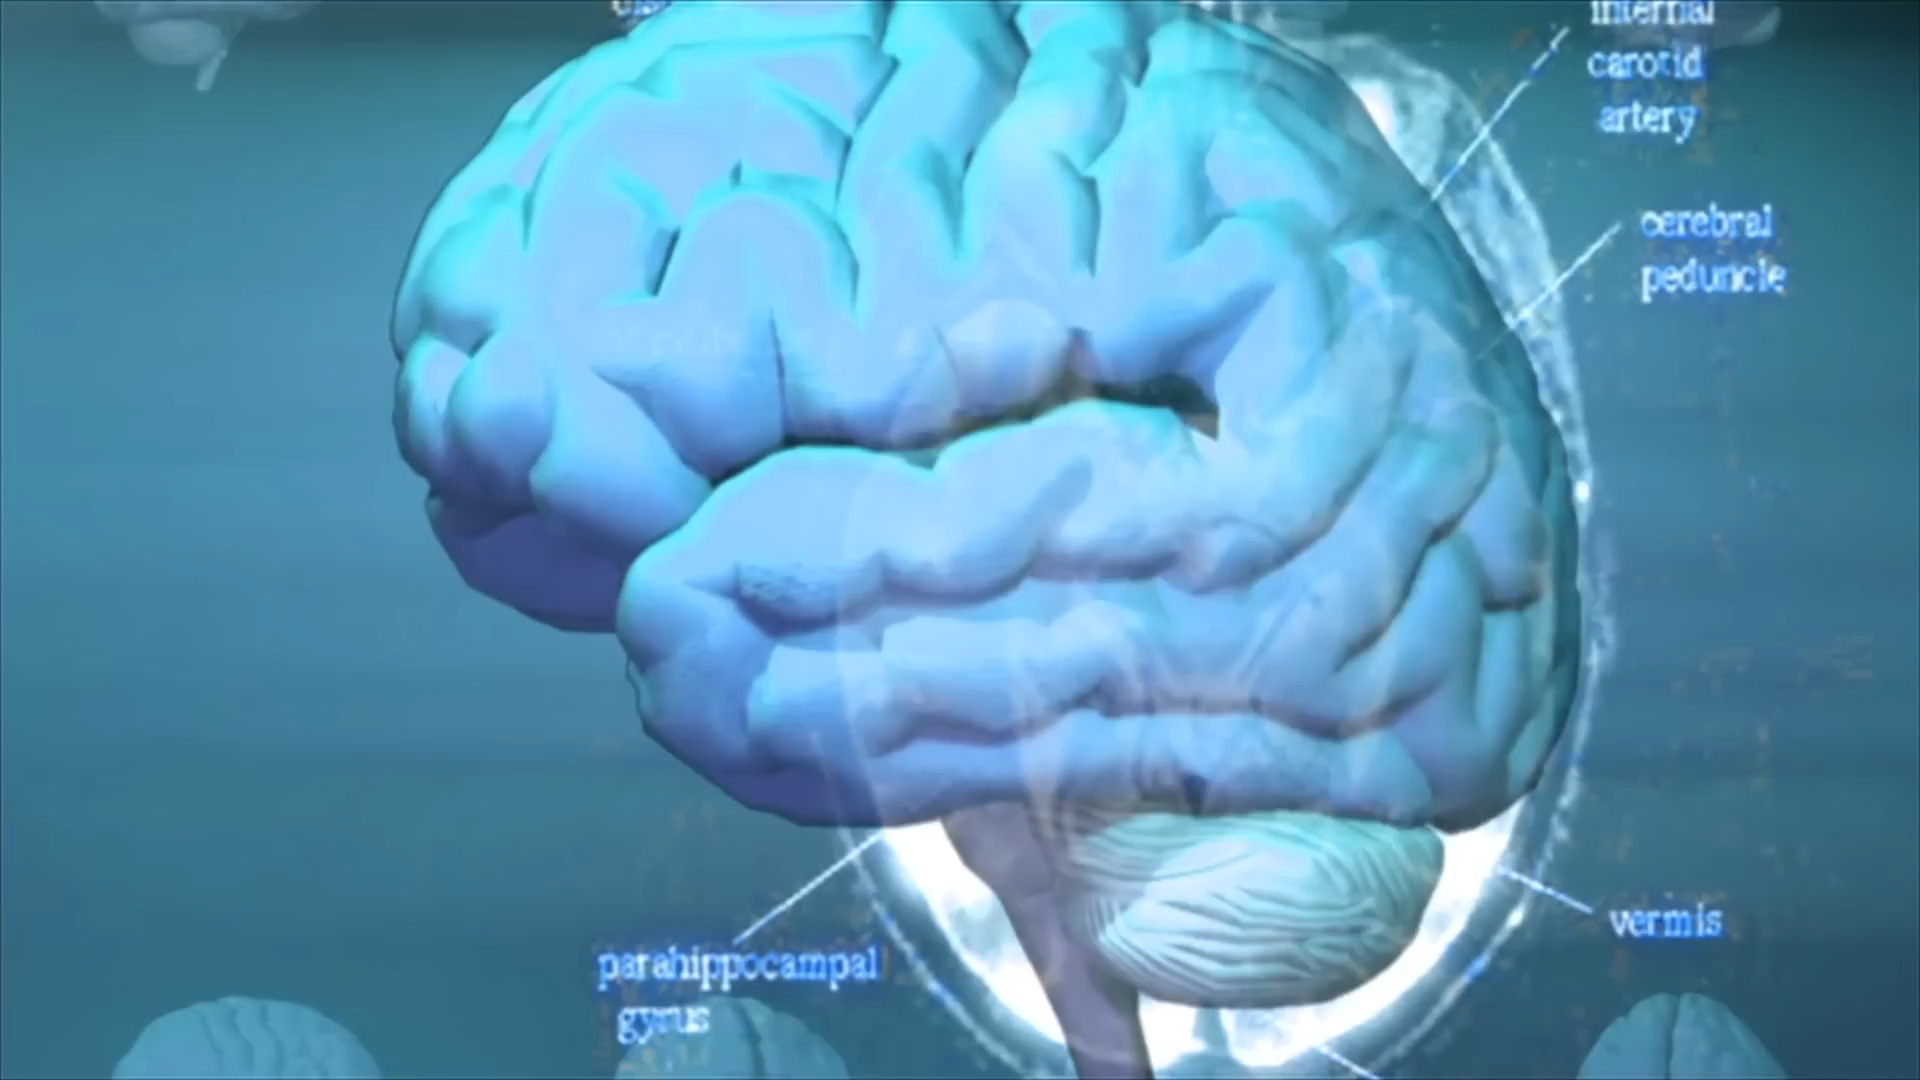 internal
carotid
artery
cerebral
peduncle
vermis
parahippocampal
gyrus